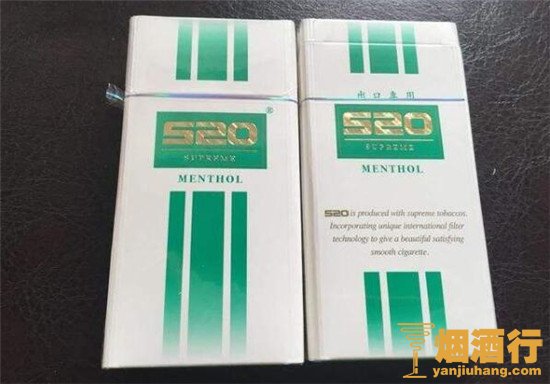 520
®
SUPREME
MENTHOL
出口专用
520
SUPREME
MENTHOL
520 is produced with supreme tobaccos.
Incorporating unique international filter
technology to give a beautiful satisfying
smooth cigarette.
烟酒行
yanjiuhang.com